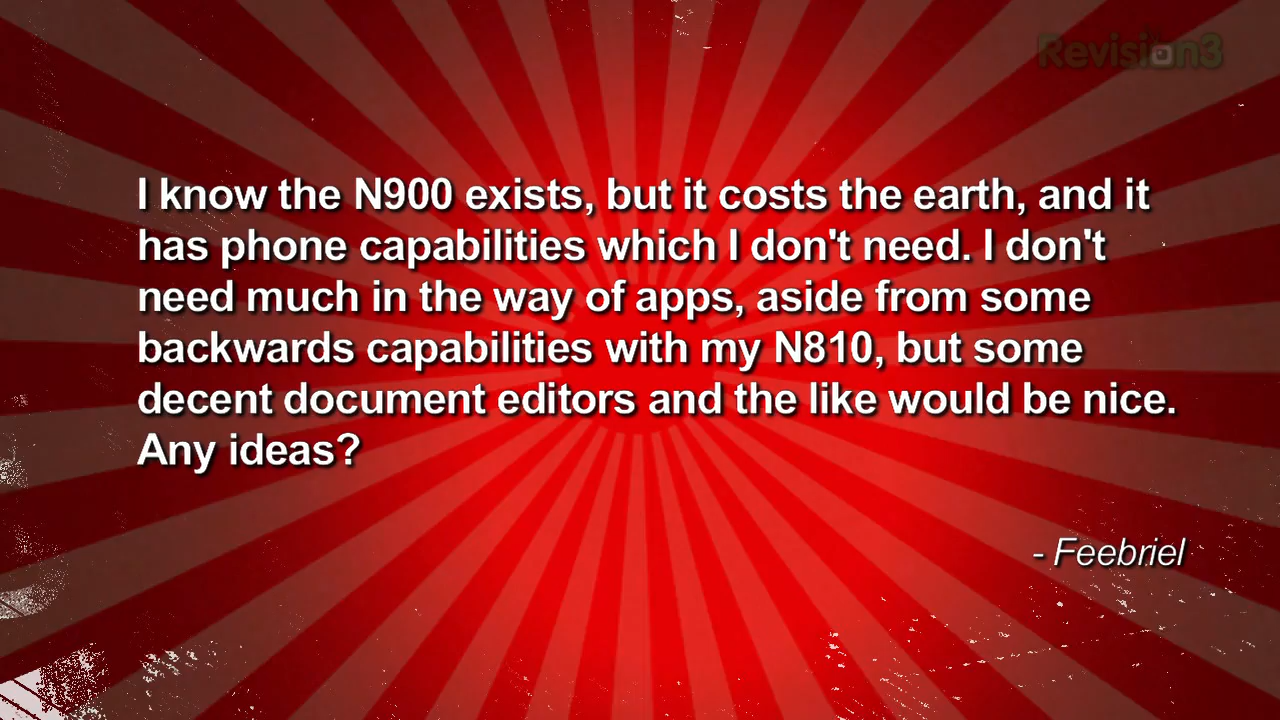 Revision3
I know the N900 exists, but it costs the earth, and it
has phone capabilities which I don't need. I don't
need much in the way of apps, aside from some
backwards capabilities with my N810, but some
decent document editors and the like would be nice.
Any ideas?
- Feebriel